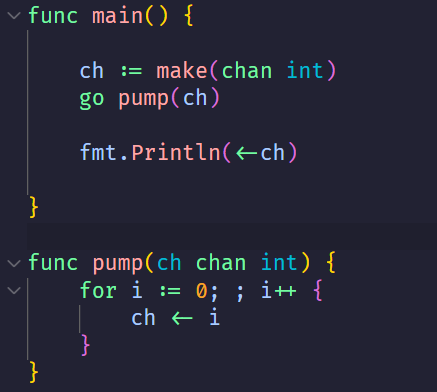 func main() {
ch := make(chan int)
go pump(ch)
fmt.Println(<-ch)
}
func pump(ch chan int) {
for i := 0; ; i++ {
ch <- i
}
}